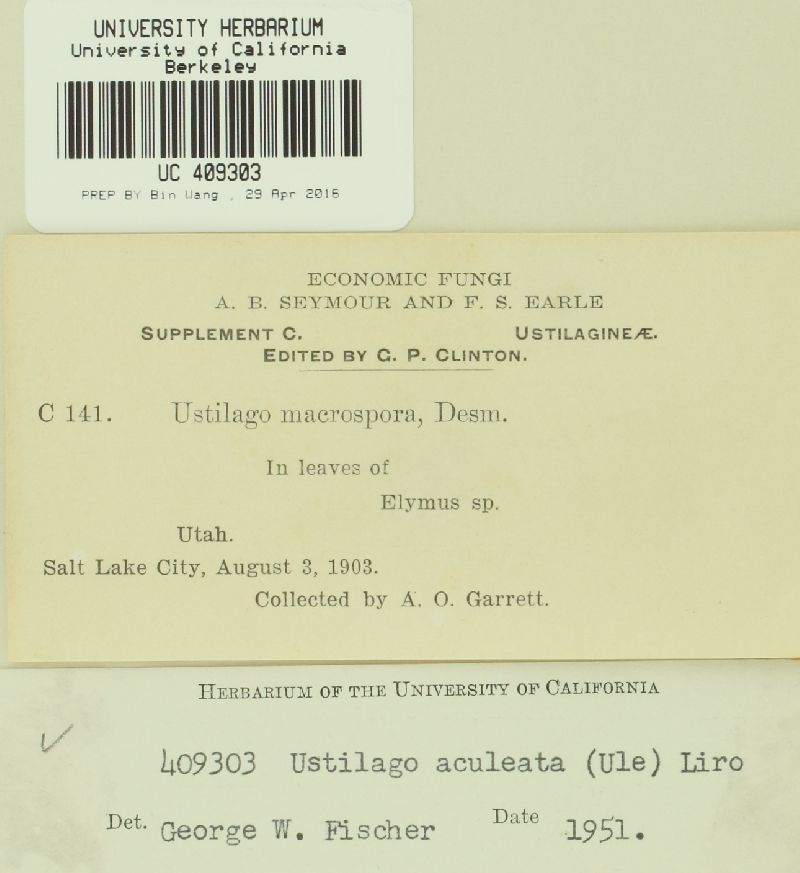 UNIVERSITY HERBARIUM
University of California
Berkeley
UC 409303
PREP BY Bin Wang , 29 Apr 2016
ECONOMIC FUNGI
A. B. SEYMOUR AND F. S. EARLE
SUPPLEMENT C. USTILAGINEÆ.
EDITED BY G. P. CLINTON.
C 141. Ustilago macrospora, Desm.
In leaves of
Elymus sp.
Utah.
Salt Lake City, August 3, 1903.
Collected by A. O. Garrett.
HERBARIUM OF THE UNIVERSITY OF CALIFORNIA
409303 Ustilago aculeata (Ule) Liro
Det. George W. Fischer Date 1951.